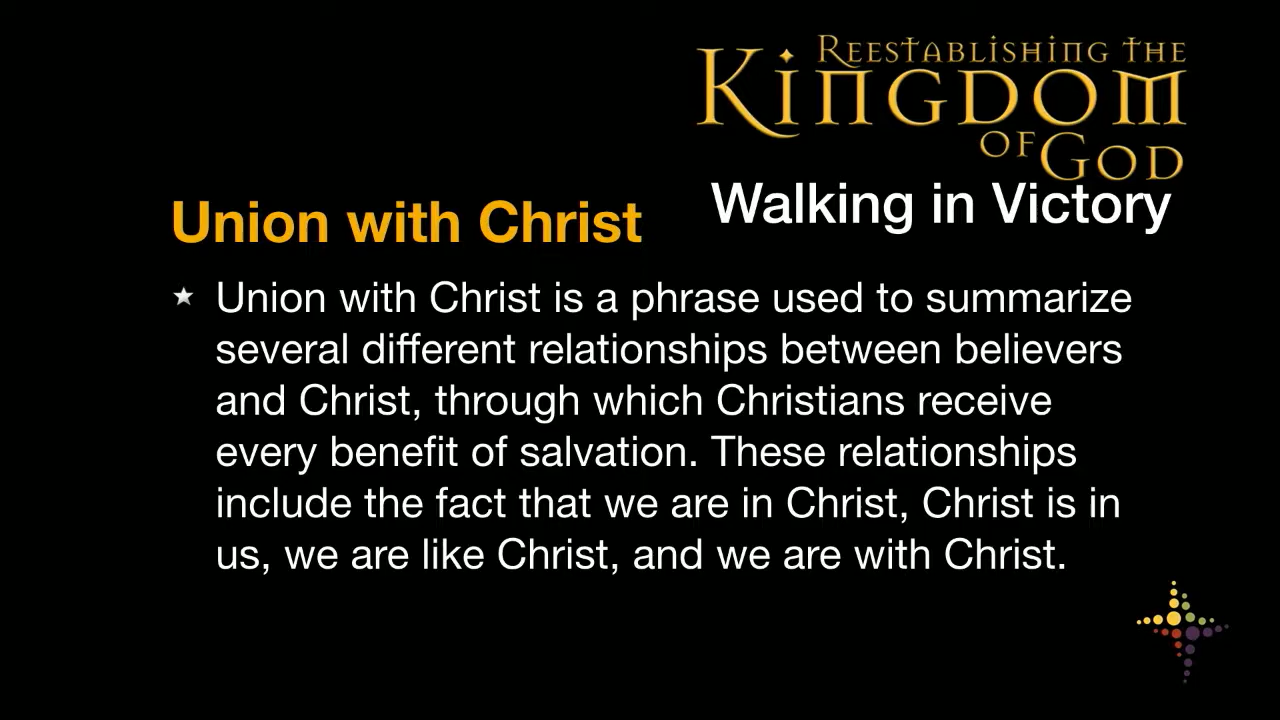 Reestablishing the
Kingdom
of God
Walking in Victory
Union with Christ
Union with Christ is a phrase used to summarize
several different relationships between believers
and Christ, through which Christians receive
every benefit of salvation. These relationships
include the fact that we are in Christ, Christ is in
us, we are like Christ, and we are with Christ.